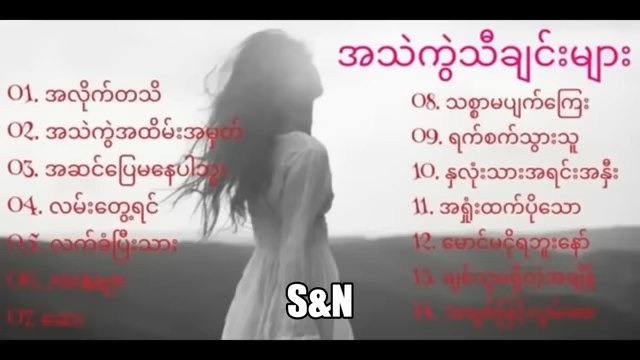 အသဲကွဲသီချင်းများ
01. အလိုက်တသိ
02. အသဲကွဲအထိမ်းအမှတ်
03. အဆင်ပြေမနေပါဘူး
04. လမ်းတွေ့ရင်
05. လက်ခံပြီးသား
07. ဆေး
08. သစ္စာမပျက်ကြေး
09. ရက်စက်သွားသူ
10. နှလုံးသားအရင်းအနှီး
11. အရှုံးထက်ပိုသော
12. မောင်မငိုရဘူးနော်
S&N